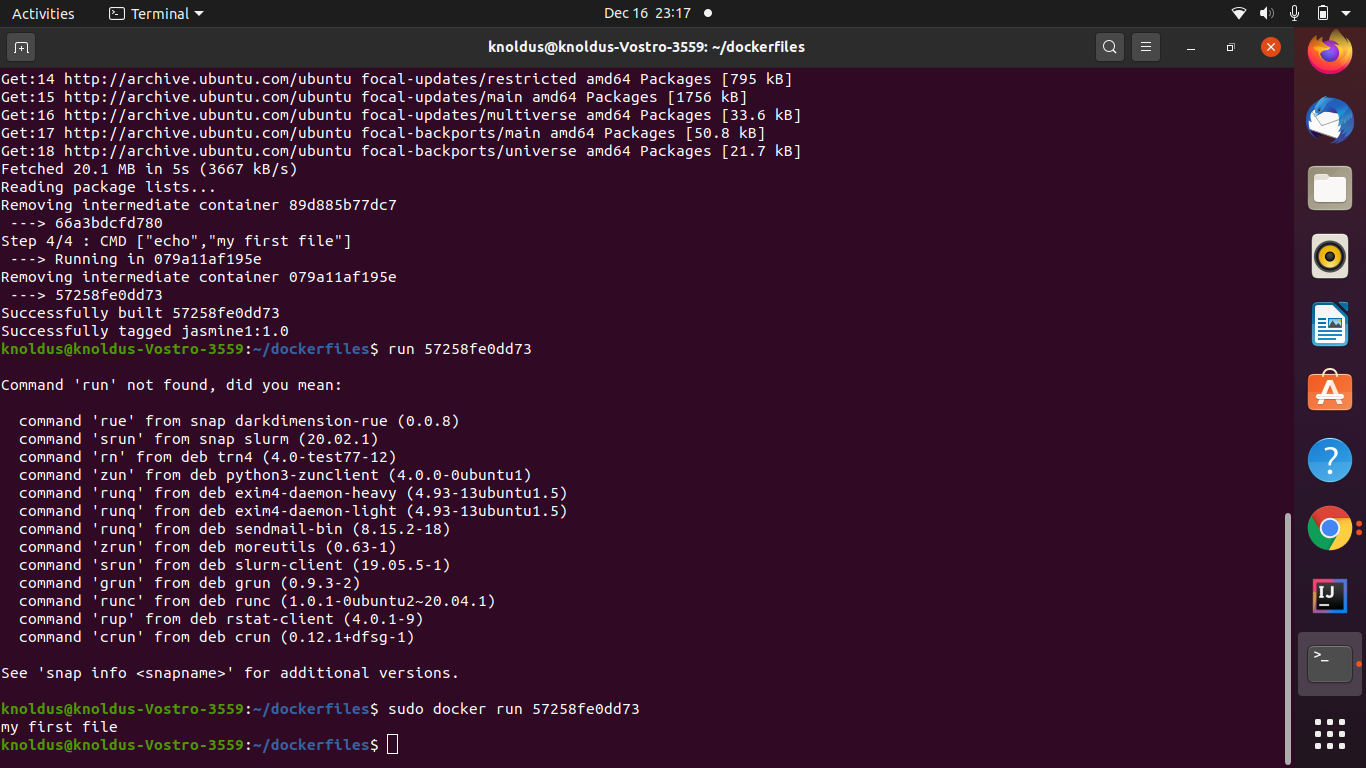 Activities
Terminal
Dec 16 23:17
knoldus@knoldus-Vostro-3559: ~/dockerfiles
Get:14 http://archive.ubuntu.com/ubuntu focal-updates/restricted amd64 Packages [795 kB]
Get:15 http://archive.ubuntu.com/ubuntu focal-updates/main amd64 Packages [1756 kB]
Get:16 http://archive.ubuntu.com/ubuntu focal-updates/multiverse amd64 Packages [33.6 kB]
Get:17 http://archive.ubuntu.com/ubuntu focal-backports/main amd64 Packages [50.8 kB]
Get:18 http://archive.ubuntu.com/ubuntu focal-backports/universe amd64 Packages [21.7 kB]
Fetched 20.1 MB in 5s (3667 kB/s)
Reading package lists...
Removing intermediate container 89d885b77dc7
 ---> 66a3bdcfd780
Step 4/4 : CMD ["echo","my first file"]
 ---> Running in 079a11af195e
Removing intermediate container 079a11af195e
 ---> 57258fe0dd73
Successfully built 57258fe0dd73
Successfully tagged jasmine1:1.0
knoldus@knoldus-Vostro-3559:~/dockerfiles$ run 57258fe0dd73
Command 'run' not found, did you mean:
  command 'rue' from snap darkdimension-rue (0.0.8)
  command 'srun' from snap slurm (20.02.1)
  command 'rn' from deb trn4 (4.0-test77-12)
  command 'zun' from deb python3-zunclient (4.0.0-0ubuntu1)
  command 'runq' from deb exim4-daemon-heavy (4.93-13ubuntu1.5)
  command 'runq' from deb exim4-daemon-light (4.93-13ubuntu1.5)
  command 'runq' from deb sendmail-bin (8.15.2-18)
  command 'zrun' from deb moreutils (0.63-1)
  command 'srun' from deb slurm-client (19.05.5-1)
  command 'grun' from deb grun (0.9.3-2)
  command 'runc' from deb runc (1.0.1-0ubuntu2~20.04.1)
  command 'rup' from deb rstat-client (4.0.1-9)
  command 'crun' from deb crun (0.12.1+dfsg-1)
See 'snap info <snapname>' for additional versions.
knoldus@knoldus-Vostro-3559:~/dockerfiles$ sudo docker run 57258fe0dd73
my first file
knoldus@knoldus-Vostro-3559:~/dockerfiles$
A
?
IJ
>_